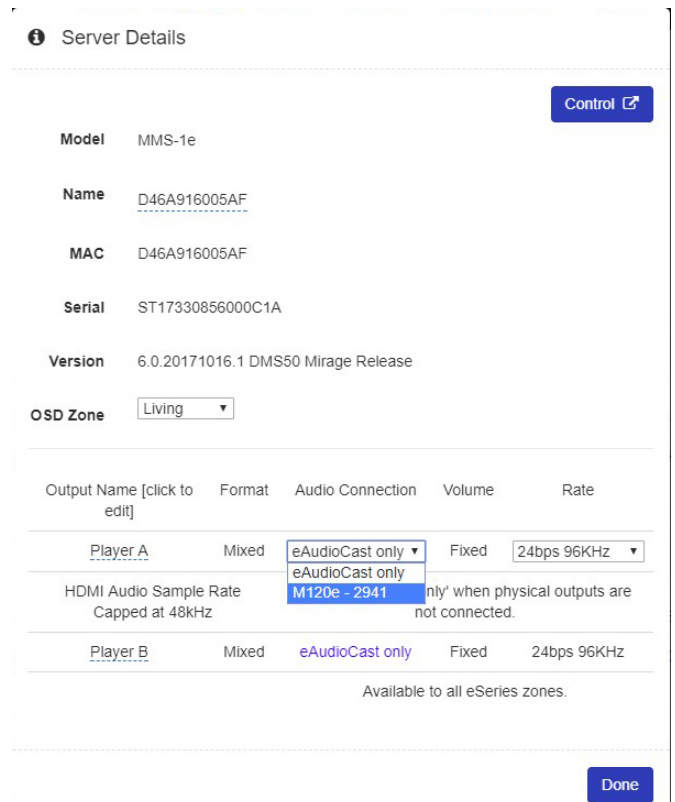 Server Details
Control
Model MMS-1e
Name D46A916005AF
MAC D46A916005AF
Serial ST17330856000C1A
Version 6.0.20171016.1 DMS50 Mirage Release
OSD Zone Living
Output Name [click to edit] Format Audio Connection Volume Rate
Player A Mixed eAudioCast only Fixed 24bps 96KHz
eAudioCast only
M120e - 2941
HDMI Audio Sample Rate nly' when physical outputs are
Capped at 48kHz not connected.
Player B Mixed eAudioCast only Fixed 24bps 96KHz
Available to all eSeries zones.
Done